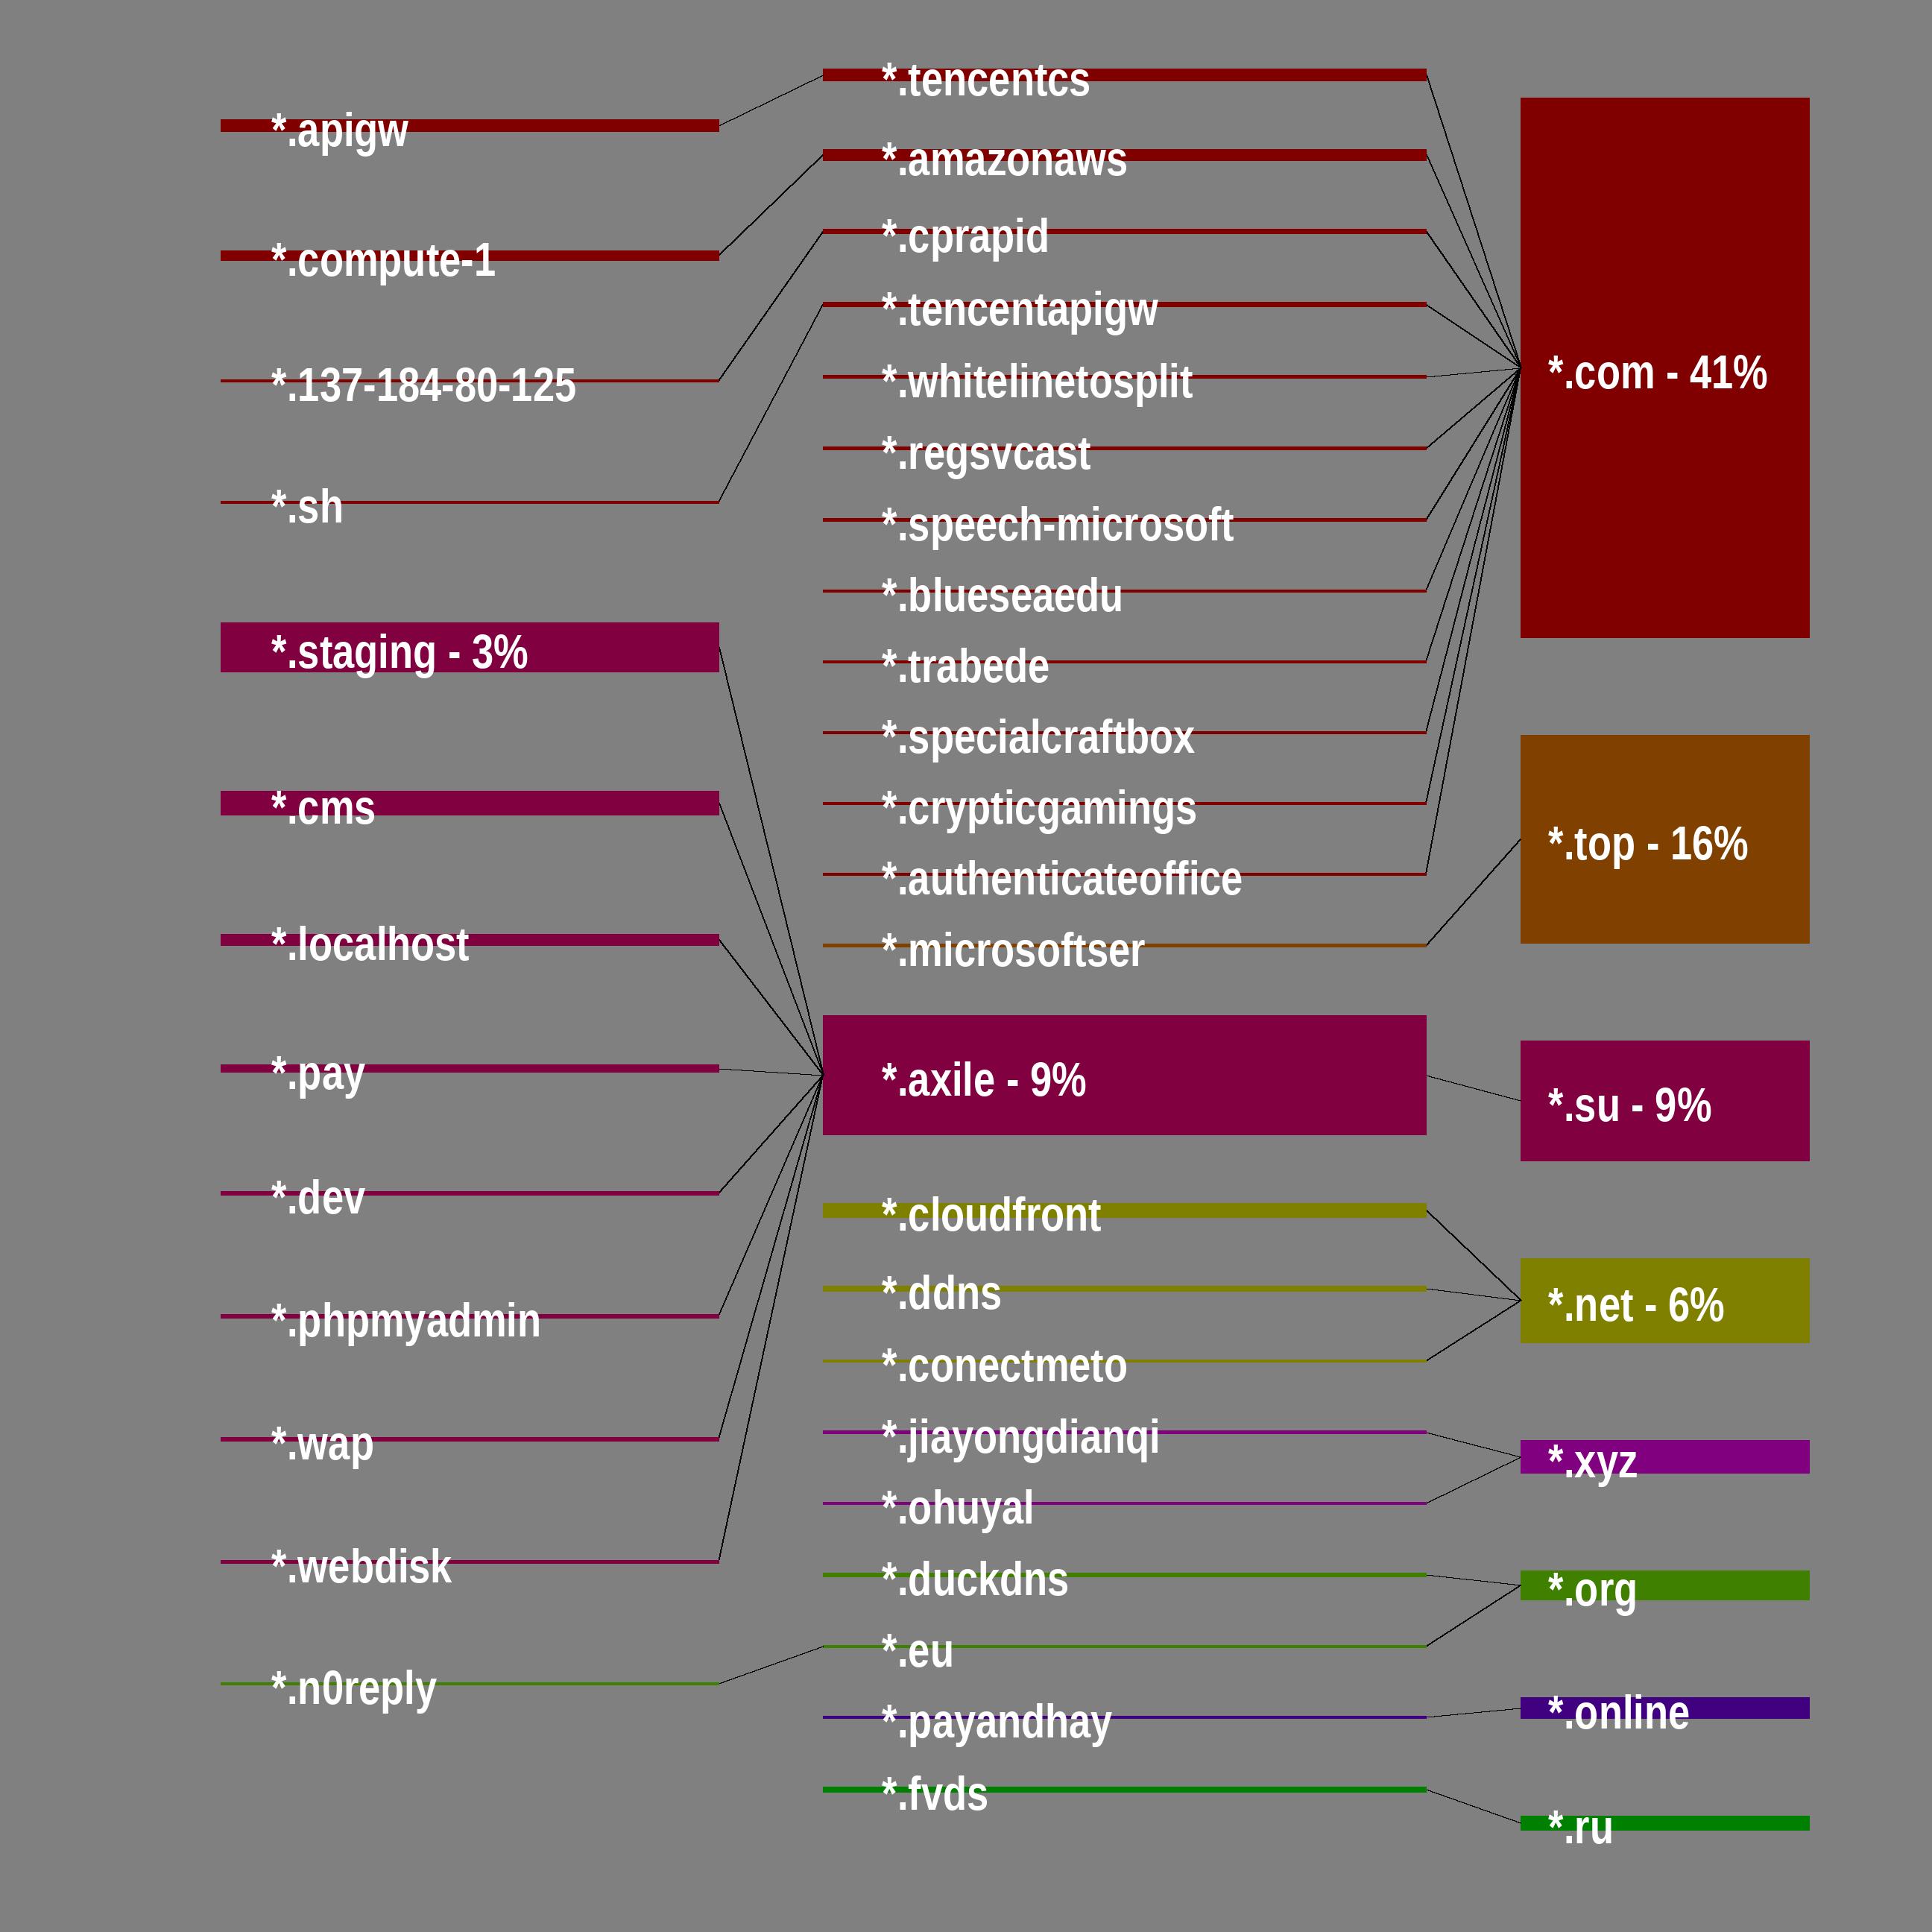 *.apigw
*.compute-1
*.137-184-80-125
*.sh
*.staging - 3%
*.cms
*.localhost
*.pay
*.dev
*.phpmyadmin
*.wap
*.webdisk
*.n0reply
*.tencentcs
*.amazonaws
*.cprapid
*.tencentapigw
*.whitelinetosplit
*.regsvcast
*.speech-microsoft
*.blueseaedu
*.trabede
*.specialcraftbox
*.crypticgamings
*.authenticateoffice
*.microsoftser
*.axile - 9%
*.cloudfront
*.ddns
*.conectmeto
*.jiayongdianqi
*.ohuyal
*.duckdns
*.eu
*.payandhay
*.fvds
*.com - 41%
*.top - 16%
*.su - 9%
*.net - 6%
*.xyz
*.org
*.online
*.ru